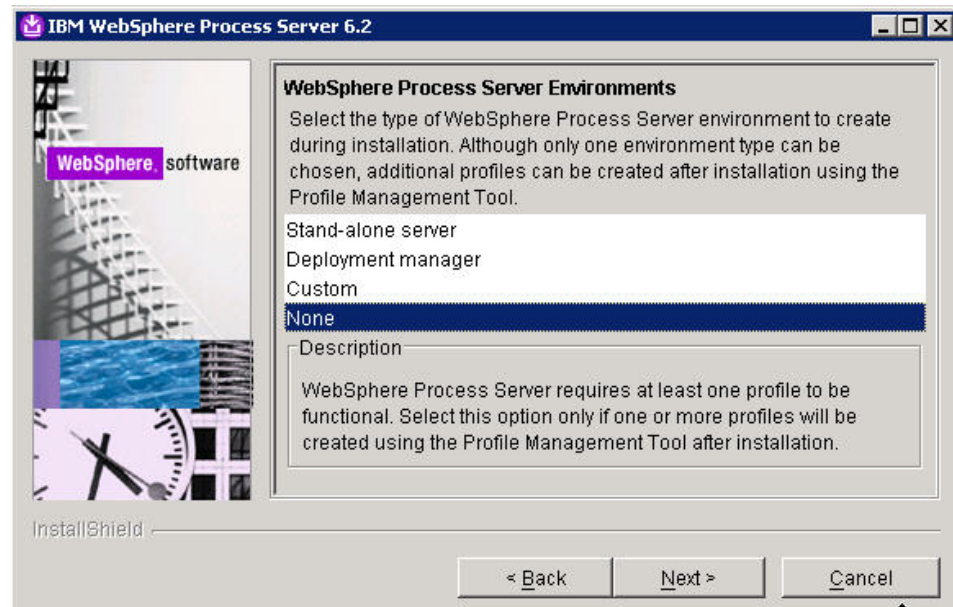 IBM WebSphere Process Server 6.2
WebSphere Process Server Environments
Select the type of WebSphere Process Server environment to create
during installation. Although only one environment type can be
chosen, additional profiles can be created after installation using the
Profile Management Tool.
WebSphere. software
Stand-alone server
Deployment manager
Custom
None
Description
WebSphere Process Server requires at least one profile to be
functional. Select this option only if one or more profiles will be
created using the Profile Management Tool after installation.
InstallShield
< Back
Next >
Cancel